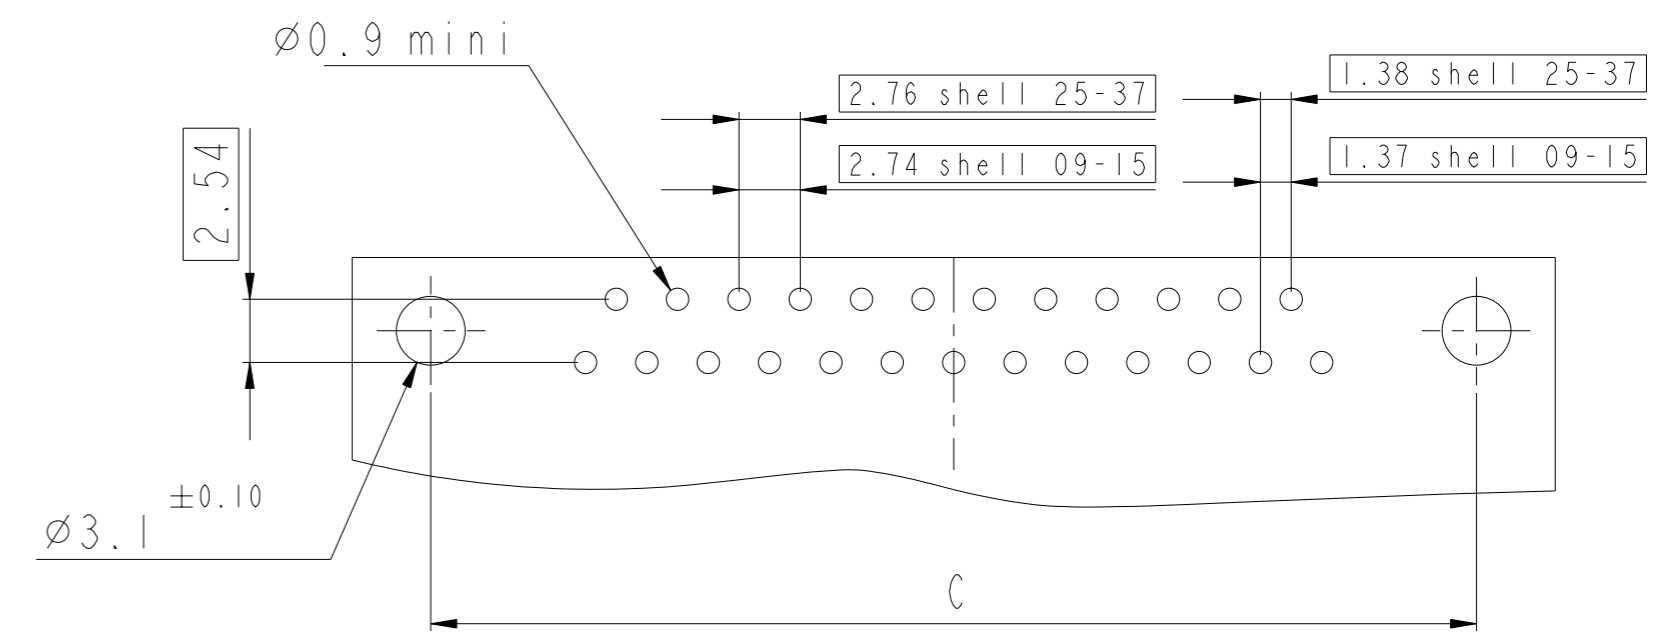 Ø0.9 mini
2.76 shell 25-37
1.38 shell 25-37
2.74 shell 09-15
1.37 shell 09-15
2.54
±0.10
Ø3.1
C